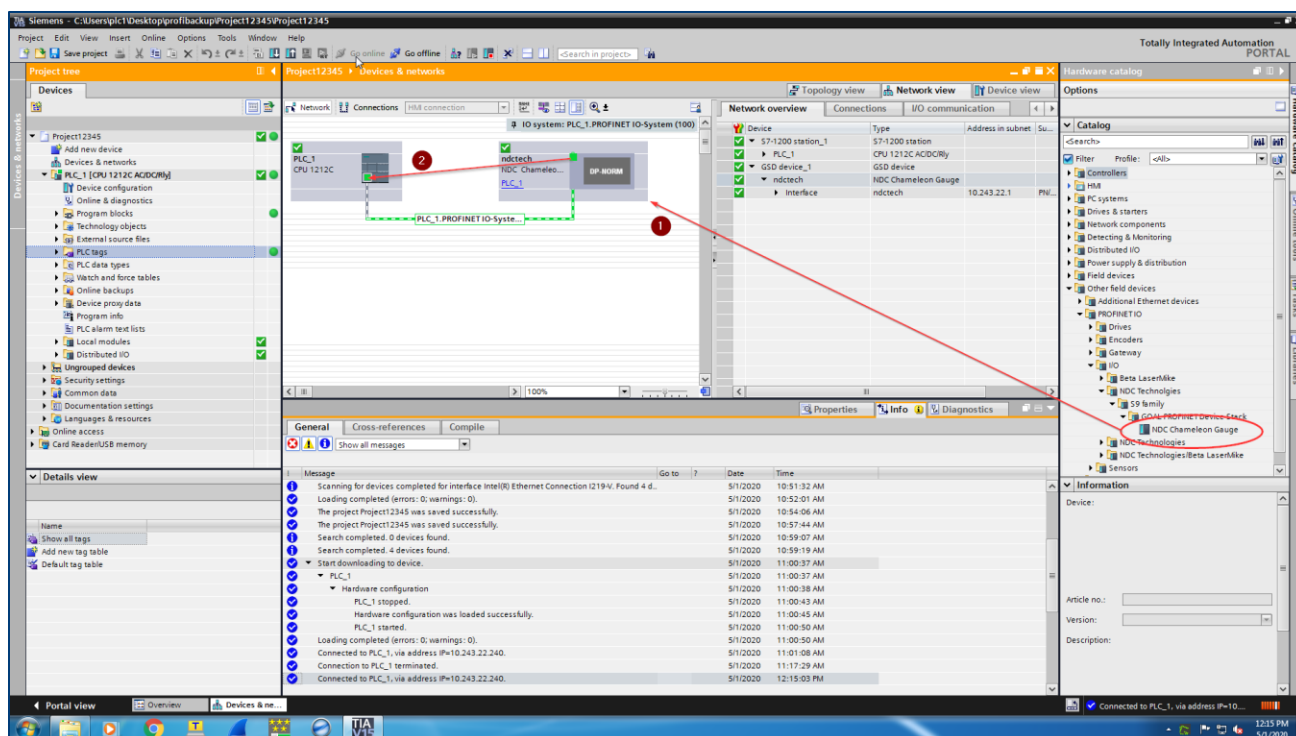 Siemens - C:\Users\plc1\Desktop\profibackup\Project12345\Project12345
Project Edit View Insert Online Options Tools Window Help
Totally Integrated Automation
PORTAL
Save project
Go online
Go offline
<Search in project>
Project tree
Devices
Project12345
Add new device
Devices & networks
PLC_1 [CPU 1212C AC/DC/Rly]
Device configuration
Online & diagnostics
Program blocks
Technology objects
External source files
PLC tags
PLC data types
Watch and force tables
Online backups
Device proxy data
Program info
PLC alarm text lists
Local modules
Distributed I/O
Ungrouped devices
Security settings
Common data
Documentation settings
Languages & resources
Online access
Card Reader/USB memory
Details view
Name
Show all tags
Add new tag table
Default tag table
Project12345 Devices & networks
Topology view
Network view
Device view
Network
Connections
HMI connection
IO system: PLC_1.PROFINET IO-System (100)
PLC_1
CPU 1212C
2
ndctech
NDC Chameleo...
PLC_1
DP-NORM
PLC_1.PROFINET IO-Syste...
1
100%
Network overview
Connections
I/O communication
Device Type Address in subnet Su...
S7-1200 station_1 S7-1200 station
PLC_1 CPU 1212C AC/DC/Rly
GSD device_1 GSD device
ndctech NDC Chameleon Gauge
Interface ndctech 10.243.22.1 PN/...
Properties
Info
Diagnostics
General
Cross-references
Compile
Show all messages
! Message Go to ? Date Time
Scanning for devices completed for interface Intel(R) Ethernet Connection I219-V. Found 4 d.. 5/1/2020 10:51:32 AM
Loading completed (errors: 0; warnings: 0). 5/1/2020 10:52:01 AM
The project Project12345 was saved successfully. 5/1/2020 10:54:06 AM
The project Project12345 was saved successfully. 5/1/2020 10:57:44 AM
Search completed. 0 devices found. 5/1/2020 10:59:07 AM
Search completed. 4 devices found. 5/1/2020 10:59:19 AM
Start downloading to device. 5/1/2020 11:00:37 AM
PLC_1 5/1/2020 11:00:37 AM
Hardware configuration 5/1/2020 11:00:38 AM
PLC_1 stopped. 5/1/2020 11:00:43 AM
Hardware configuration was loaded successfully. 5/1/2020 11:00:45 AM
PLC_1 started. 5/1/2020 11:00:50 AM
Loading completed (errors: 0; warnings: 0). 5/1/2020 11:00:50 AM
Connected to PLC_1, via address IP=10.243.22.240. 5/1/2020 11:01:08 AM
Connection to PLC_1 terminated. 5/1/2020 11:17:29 AM
Connected to PLC_1, via address IP=10.243.22.240. 5/1/2020 12:15:03 PM
Hardware catalog
Options
Catalog
<Search>
Filter Profile: <All>
Controllers
HMI
PC systems
Drives & starters
Network components
Detecting & Monitoring
Distributed I/O
Power supply & distribution
Field devices
Other field devices
Additional Ethernet devices
PROFINET IO
Drives
Encoders
Gateway
I/O
Beta LaserMike
NDC Technolgies
S9 family
GOAL PROFINET Device Stack
NDC Chameleon Gauge
NDC Technologies
NDC Technologies/Beta LaserMike
Sensors
Information
Device:
Article no.:
Version:
Description:
Devices & networks
Portal view
Overview
Devices & ne...
Connected to PLC_1, via address IP=10...
TIA
V15
12:15 PM
5/1/2020